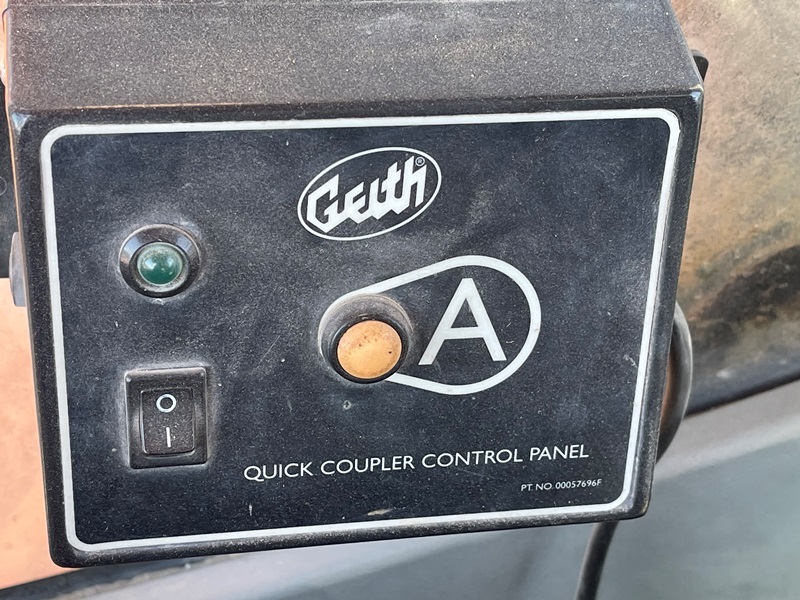 Geith®
A
O
I
QUICK COUPLER CONTROL PANEL
PT. NO. 00057696F